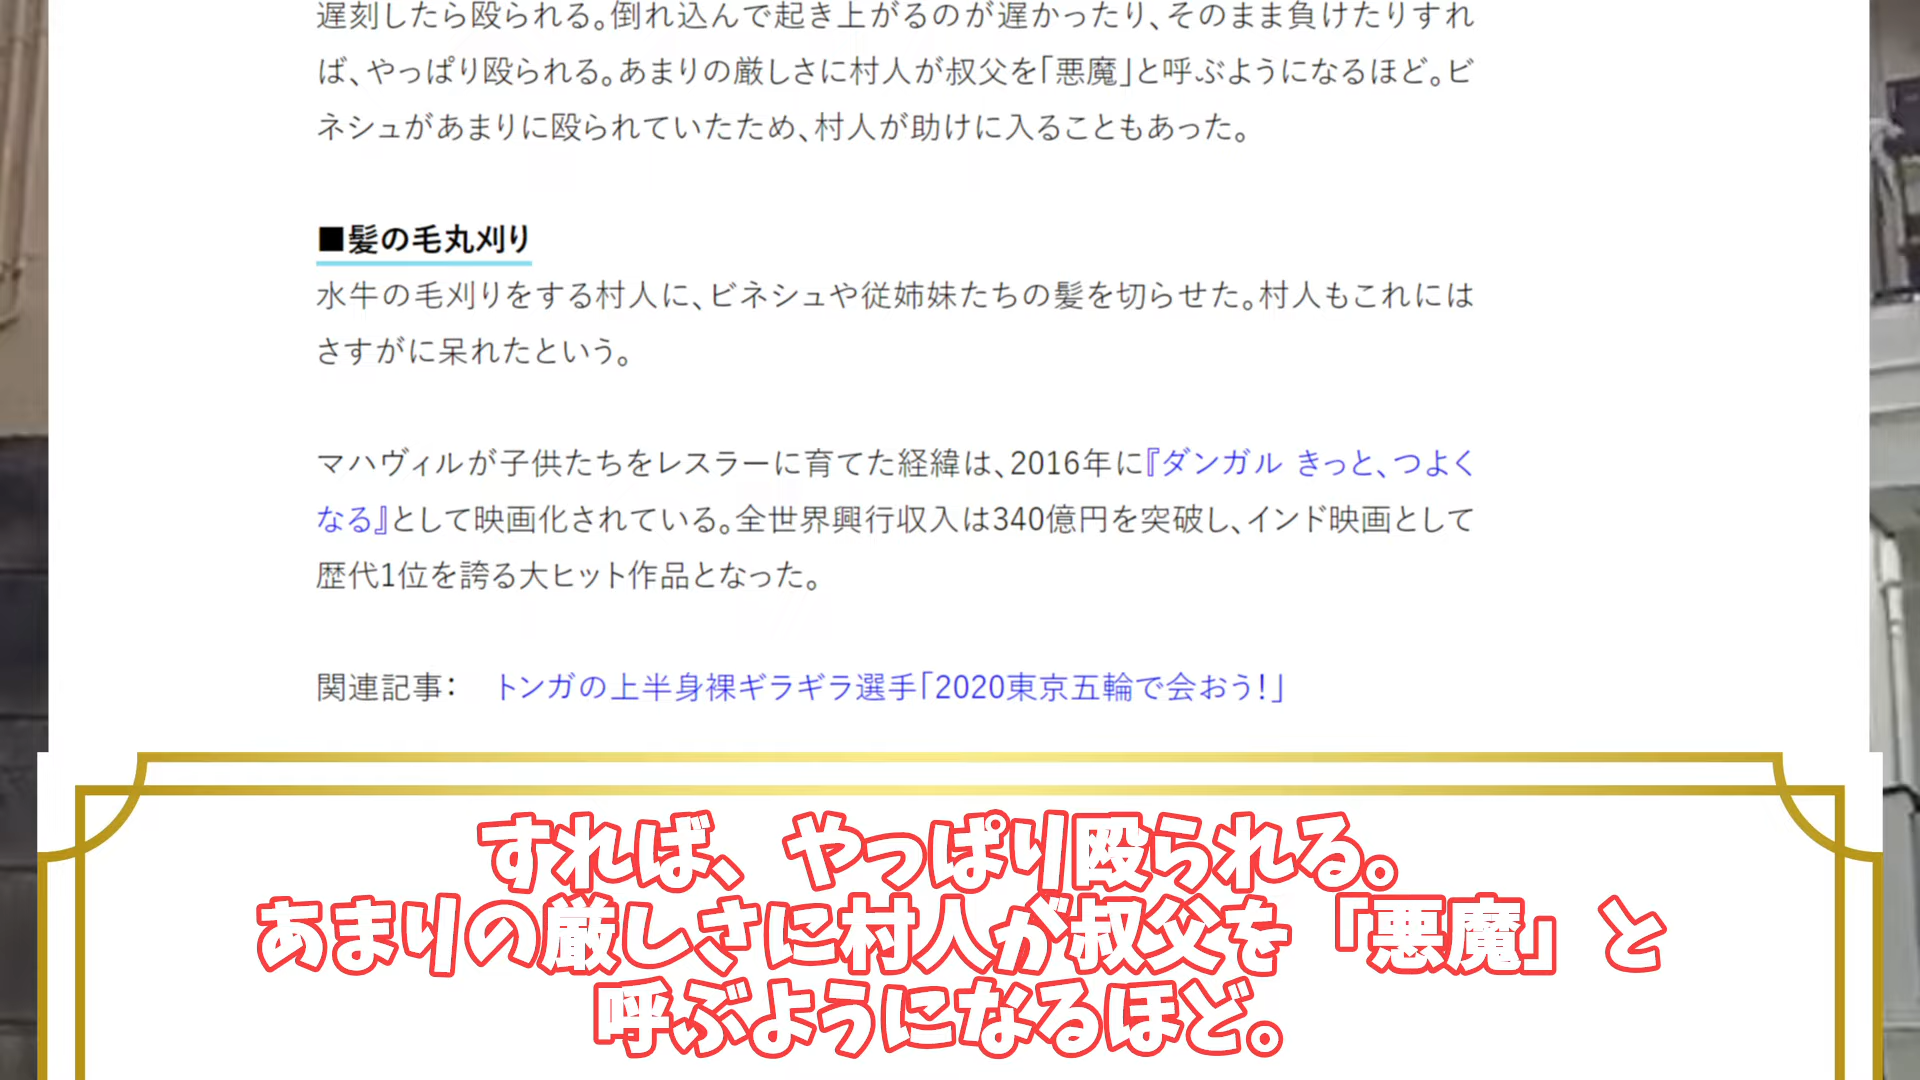 遅刻したら殴られる。倒れ込んで起き上がるのが遅かったり、そのまま負けたりすれ
ば、やっぱり殴られる。あまりの厳しさに村人が叔父を「悪魔」と呼ぶようになるほど。ビ
ネシュがあまりに殴られていたため、村人が助けに入ることもあった。
■髪の毛丸刈り
水牛の毛刈りをする村人に、ビネシュや従姉妹たちの髪を切らせた。村人もこれには
さすがに呆れたという。
マハヴィルが子供たちをレスラーに育てた経緯は、2016年に『ダンガル きっと、つよく
なる』として映画化されている。全世界興行収入は340億円を突破し、インド映画として
歴代1位を誇る大ヒット作品となった。
関連記事： トンガの上半身裸ギラギラ選手「2020東京五輪で会おう！」
すれば、やっぱり殴られる。
あまりの厳しさに村人が叔父を「悪魔」と
呼ぶようになるほど。